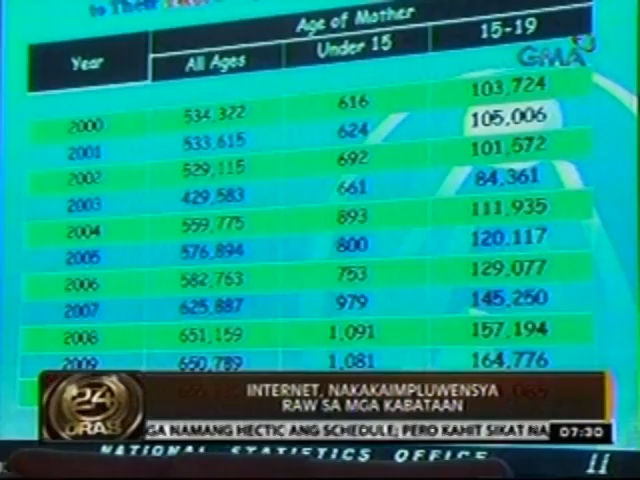 to Their
Age of Mother
Year All Ages Under 15 15-19
GMA
2000 534,322 616 103,724
2001 533,615 624 105,006
2002 529,115 692 101,572
2003 429,583 661 84,361
2004 559,775 893 111,935
2005 576,894 800 120,117
2006 582,763 753 129,077
2007 625,887 979 145,250
2008 651,159 1,091 157,194
2009 650,789 1,081 164,776
24 ORAS
INTERNET, NAKAKAIMPLUWENSYA
RAW SA MGA KABATAAN
GA NAMANG HECTIC ANG SCHEDULE; PERO KAHIT SIKAT NA 07:30
NATIONAL STATISTICS OFFICE 11